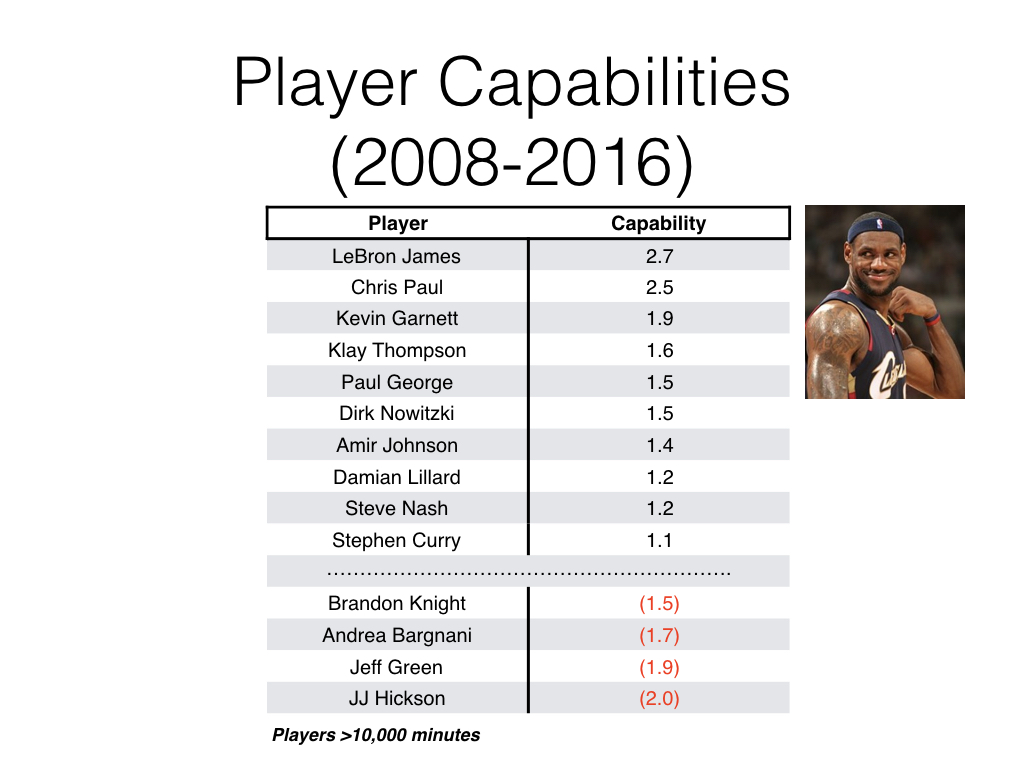 Player Capabilities
(2008-2016)
Player Capability
LeBron James 2.7
Chris Paul 2.5
Kevin Garnett 1.9
Klay Thompson 1.6
Paul George 1.5
Dirk Nowitzki 1.5
Amir Johnson 1.4
Damian Lillard 1.2
Steve Nash 1.2
Stephen Curry 1.1
……………………………………………………….
Brandon Knight (1.5)
Andrea Bargnani (1.7)
Jeff Green (1.9)
JJ Hickson (2.0)
Players >10,000 minutes